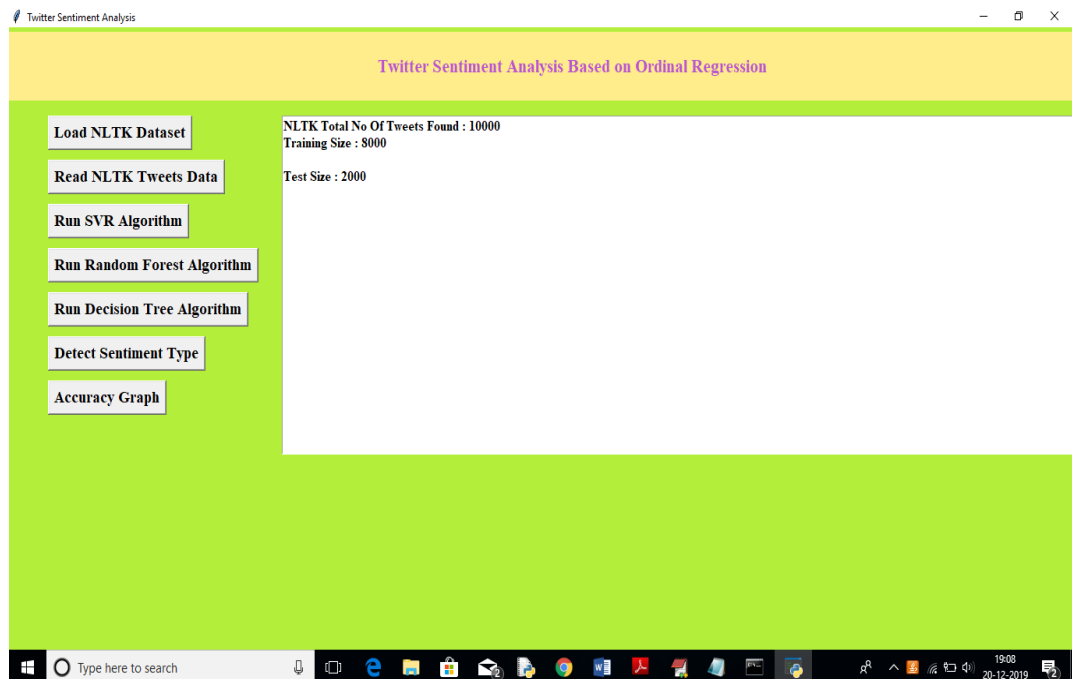 Twitter Sentiment Analysis
Twitter Sentiment Analysis Based on Ordinal Regression
Load NLTK Dataset
Read NLTK Tweets Data
Run SVR Algorithm
Run Random Forest Algorithm
Run Decision Tree Algorithm
Detect Sentiment Type
Accuracy Graph
NLTK Total No Of Tweets Found : 10000
Training Size : 8000
Test Size : 2000
Type here to search
19:08
20-12-2019